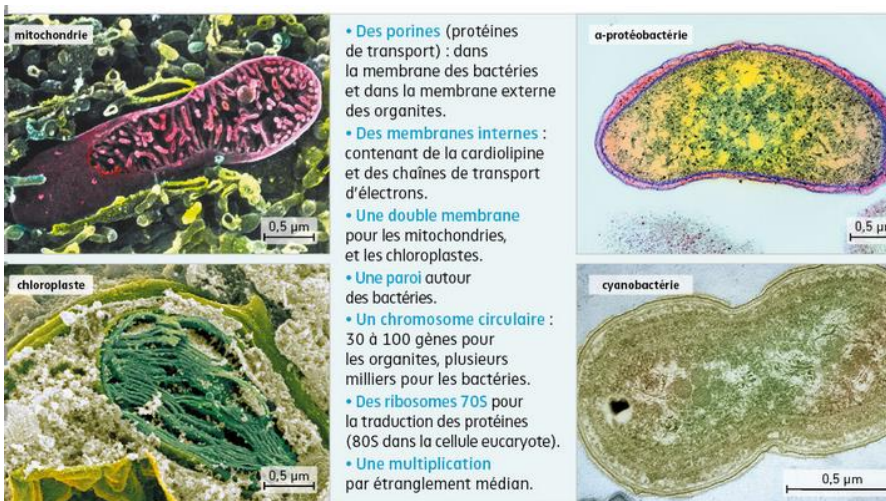 mitochondrie
0,5 µm
chloroplaste
0,5 µm
• Des porines (protéines
de transport) : dans
la membrane des bactéries
et dans la membrane externe
des organites.
• Des membranes internes :
contenant de la cardiolipine
et des chaînes de transport
d'électrons.
• Une double membrane
pour les mitochondries,
et les chloroplastes.
• Une paroi autour
des bactéries.
• Un chromosome circulaire :
30 à 100 gènes pour
les organites, plusieurs
milliers pour les bactéries.
• Des ribosomes 70S pour
la traduction des protéines
(80S dans la cellule eucaryote).
• Une multiplication
par étranglement médian.
α-protéobactérie
0,5 µm
cyanobactérie
0,5 µm